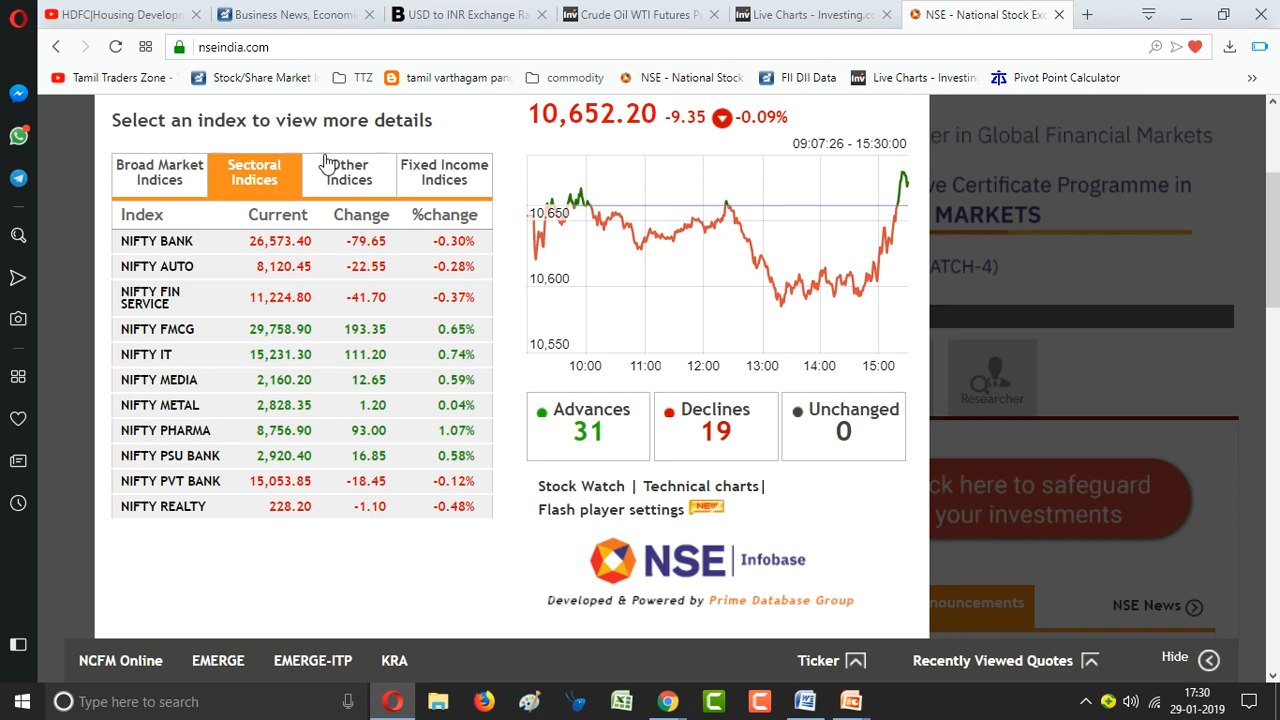 HDFC|Housing Developm
Business News, Economi
USD to INR Exchange Ra
Crude Oil WTI Futures P
Live Charts - Investing.co
NSE - National Stock Exc
nseindia.com
Tamil Traders Zone -
Stock/Share Market I
TTZ
tamil varthagam pang
commodity
NSE - National Stock
FII DII Data
Live Charts - Investin
Pivot Point Calculator
Select an index to view more details
10,652.20 -9.35 -0.09%
09:07:26 - 15:30:00
Broad Market Indices
Sectoral Indices
Other Indices
Fixed Income Indices
Index Current Change %change
NIFTY BANK 26,573.40 -79.65 -0.30%
NIFTY AUTO 8,120.45 -22.55 -0.28%
NIFTY FIN SERVICE 11,224.80 -41.70 -0.37%
NIFTY FMCG 29,758.90 193.35 0.65%
NIFTY IT 15,231.30 111.20 0.74%
NIFTY MEDIA 2,160.20 12.65 0.59%
NIFTY METAL 2,828.35 1.20 0.04%
NIFTY PHARMA 8,756.90 93.00 1.07%
NIFTY PSU BANK 2,920.40 16.85 0.58%
NIFTY PVT BANK 15,053.85 -18.45 -0.12%
NIFTY REALTY 228.20 -1.10 -0.48%
10,650
10,600
10,550
10:00 11:00 12:00 13:00 14:00 15:00
Advances 31
Declines 19
Unchanged 0
Stock Watch | Technical charts|
Flash player settings NEW
NSE | Infobase
Developed & Powered by Prime Database Group
er in Global Financial Markets
ve Certificate Programme in
MARKETS
ATCH-4)
Researcher
ck here to safeguard
your investments
nouncements
NSE News
NCFM Online
EMERGE
EMERGE-ITP
KRA
Ticker
Recently Viewed Quotes
Hide
Type here to search
17:30
29-01-2019